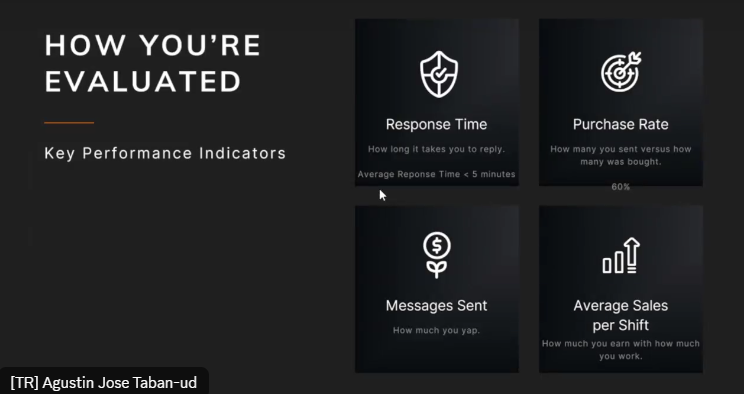 HOW YOU'RE
EVALUATED
Key Performance Indicators
Response Time
How long it takes you to reply.
Average Reponse Time < 5 minutes
Purchase Rate
How many you sent versus how
many was bought.
60%
Messages Sent
How much you yap.
Average Sales
per Shift
How much you earn with how much
you work.
[TR] Agustin Jose Taban-ud